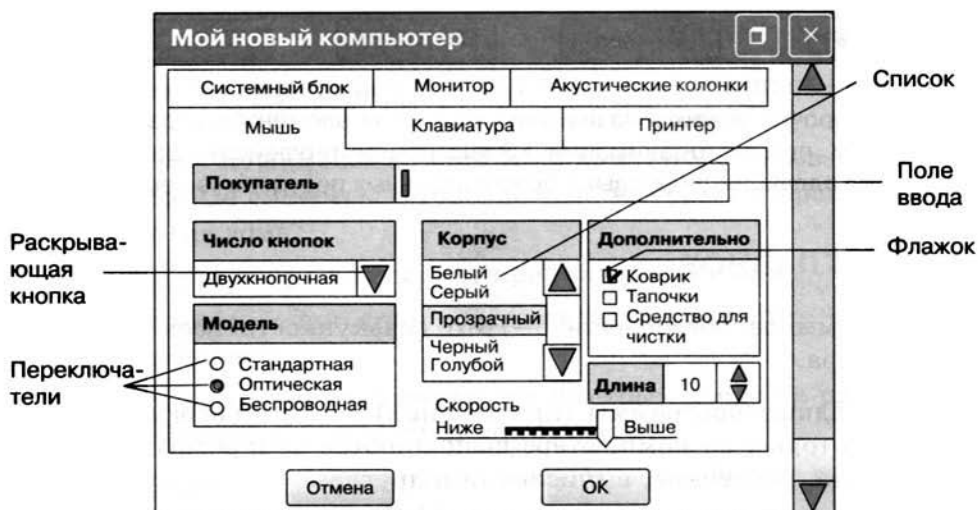 Мой новый компьютер
Системный блок Монитор Акустические колонки
Мышь Клавиатура Принтер
Покупатель
Число кнопок
Двухкнопочная
Модель
Стандартная
Оптическая
Беспроводная
Корпус
Белый
Серый
Прозрачный
Черный
Голубой
Дополнительно
Коврик
Тапочки
Средство для
чистки
Длина 10
Скорость
Ниже Выше
Отмена OK
Раскрыва-
ющая
кнопка
Переключа-
тели
Список
Поле
ввода
Флажок